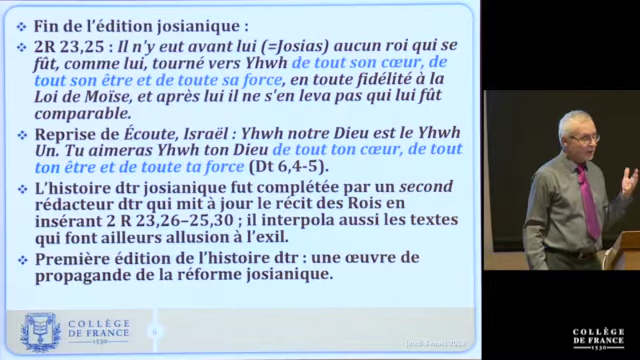 Fin de l'édition josianique :
2R 23,25 : Il n'y eut avant lui (=Josias) aucun roi qui se
fût, comme lui, tourné vers Yhwh de tout son cœur, de
tout son être et de toute sa force, en toute fidélité à la
Loi de Moïse, et après lui il ne s'en leva pas qui lui fût
comparable.
Reprise de Écoute, Israël : Yhwh notre Dieu est le Yhwh
Un. Tu aimeras Yhwh ton Dieu de tout ton cœur, de tout
ton être et de toute ta force (Dt 6,4-5).
L'histoire dtr josianique fut complétée par un second
rédacteur dtr qui mit à jour le récit des Rois en
insérant 2 R 23,26–25,30 ; il interpola aussi les textes
qui font ailleurs allusion à l'exil.
Première édition de l'histoire dtr : une œuvre de
propagande de la réforme josianique.
COLLÈGE
DE FRANCE
1530
6
COLLÈGE
DE FRANCE
1530